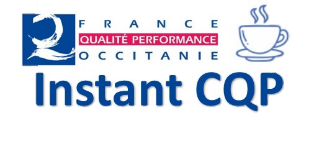 FRANCE
QUALITÉ PERFORMANCE
OCCITANIE
Instant CQP